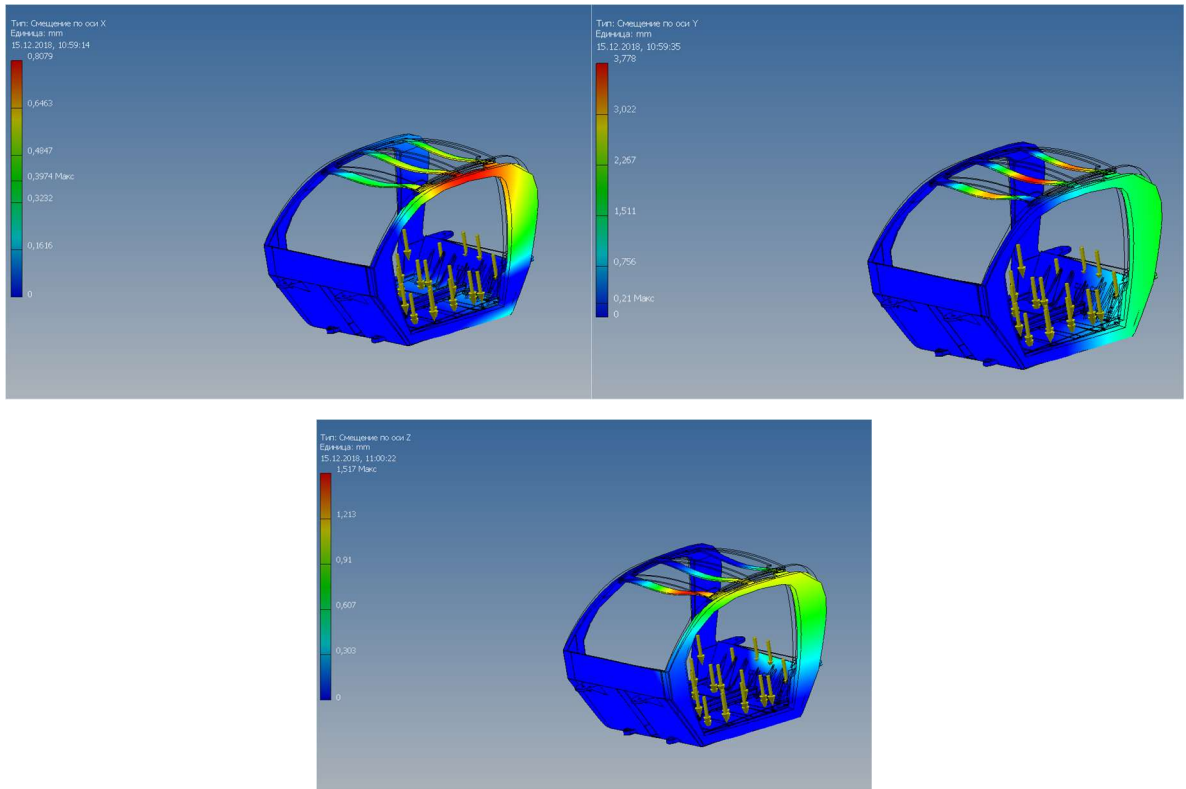 Тип: Смещение по оси X
Единица: mm
15.12.2018, 10:59:14
0,8079
0,6463
0,4847
0,3974 Макс
0,3232
0,1616
0
Тип: Смещение по оси Y
Единица: mm
15.12.2018, 10:59:35
3,778
3,022
2,267
1,511
0,756
0,21 Макс
0
Тип: Смещение по оси Z
Единица: mm
15.12.2018, 11:00:22
1,517 Макс
1,213
0,91
0,607
0,303
0